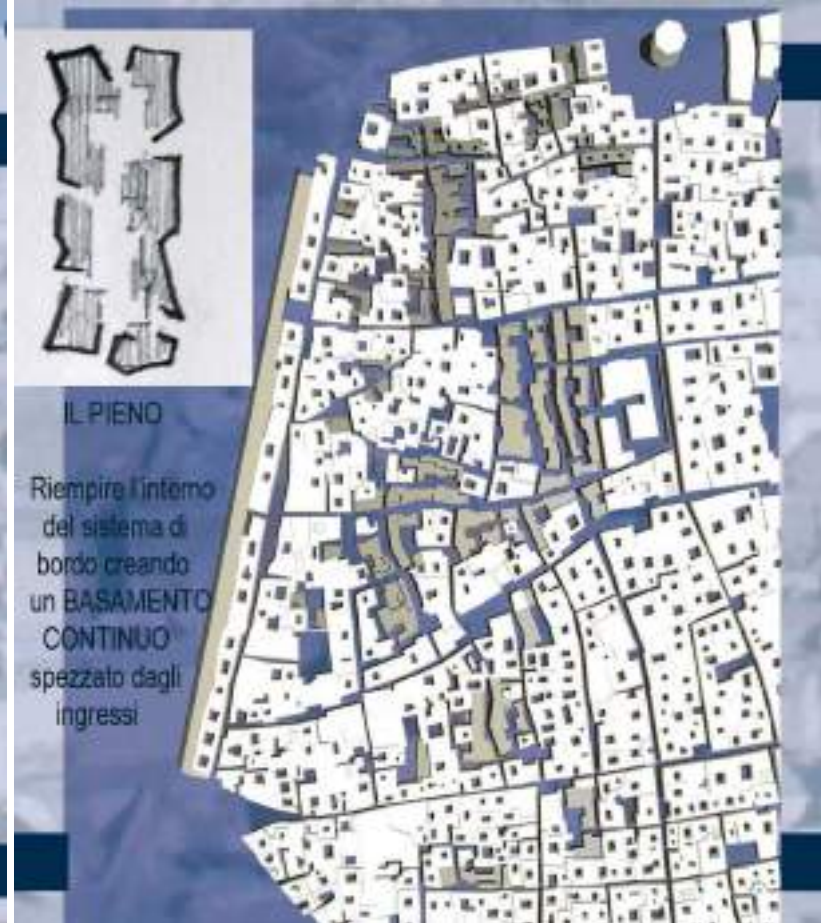 IL PIENO
Riempire l'interno
del sistema di
bordo creando
un BASAMENTO
CONTINUO
spezzato dagli
ingressi